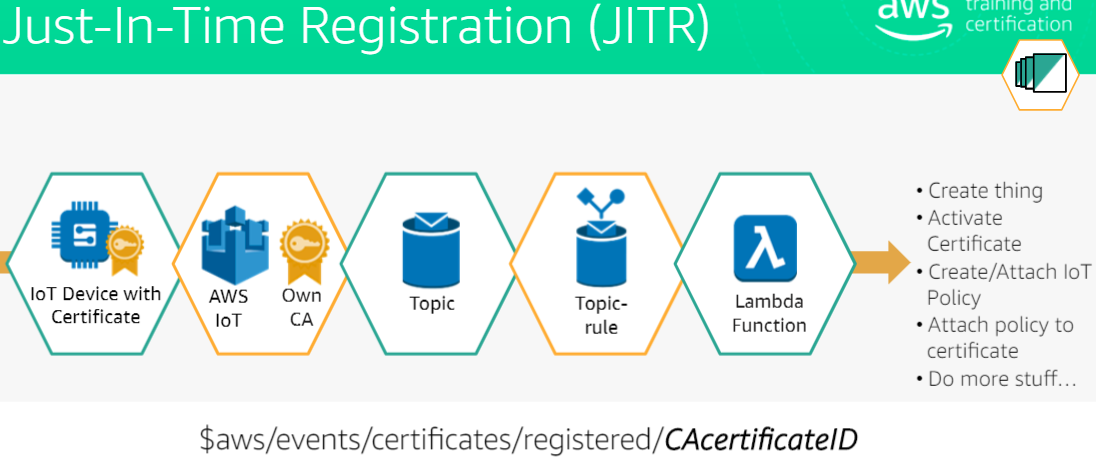 Just-In-Time Registration (JITR)
aws training and
certification
IoT Device with
Certificate
AWS
IoT
Own
CA
Topic
Topic-
rule
Lambda
Function
• Create thing
• Activate
Certificate
• Create/Attach IoT
Policy
• Attach policy to
certificate
• Do more stuff…
$aws/events/certificates/registered/CAcertificateID